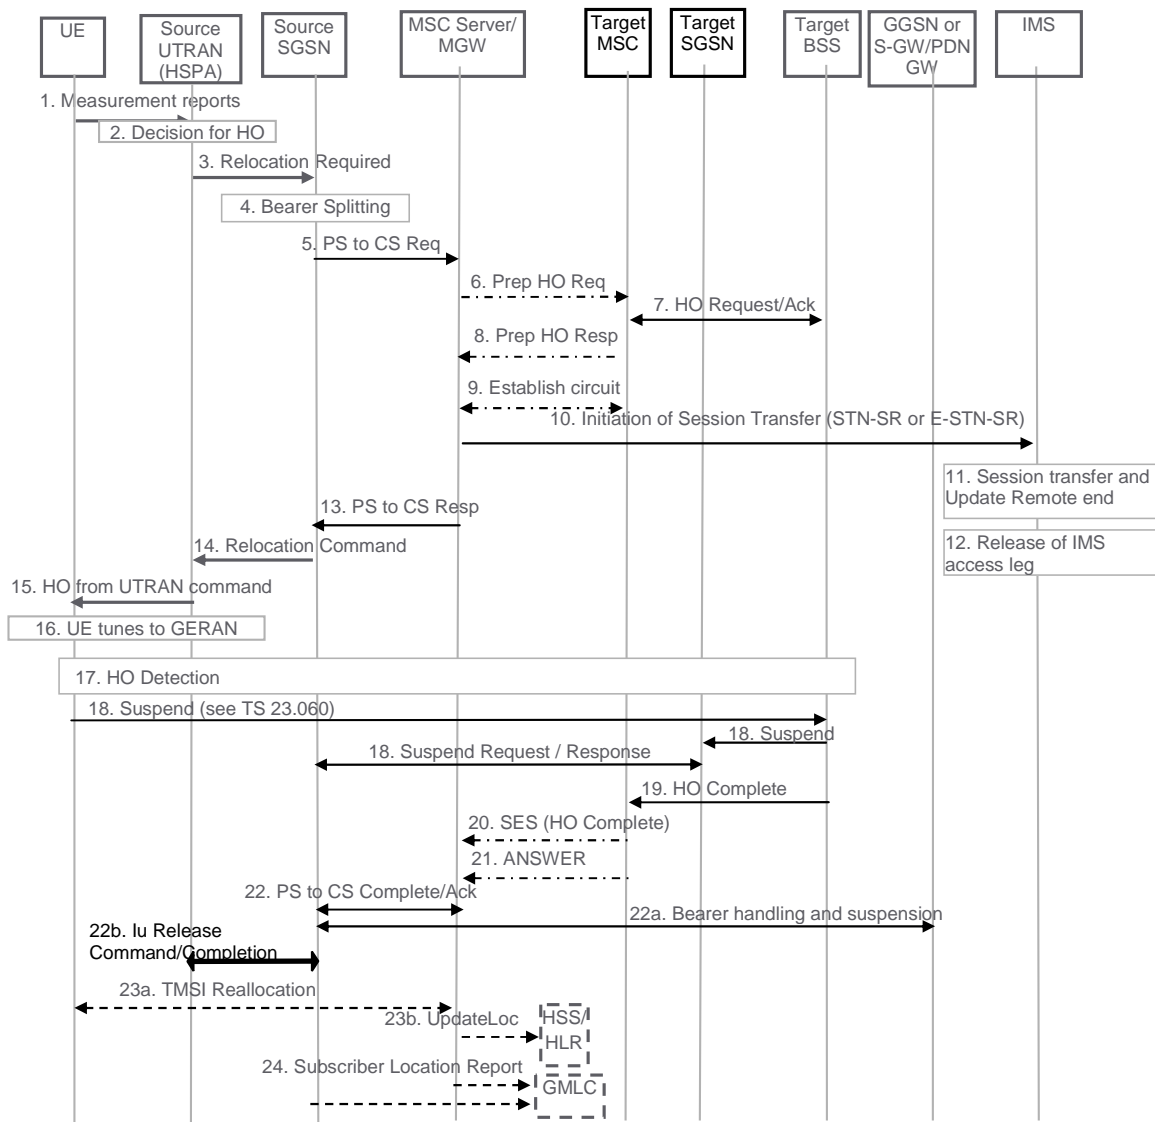 UE
Source
UTRAN
(HSPA)
Source
SGSN
MSC Server/
MGW
Target
MSC
Target
SGSN
Target
BSS
GGSN or
S-GW/PDN
GW
IMS
1. Measurement reports
2. Decision for HO
3. Relocation Required
4. Bearer Splitting
5. PS to CS Req
6. Prep HO Req
7. HO Request/Ack
8. Prep HO Resp
9. Establish circuit
10. Initiation of Session Transfer (STN-SR or E-STN-SR)
11. Session transfer and
Update Remote end
13. PS to CS Resp
12. Release of IMS
access leg
14. Relocation Command
15. HO from UTRAN command
16. UE tunes to GERAN
17. HO Detection
18. Suspend (see TS 23.060)
18. Suspend
18. Suspend Request / Response
19. HO Complete
20. SES (HO Complete)
21. ANSWER
22. PS to CS Complete/Ack
22a. Bearer handling and suspension
22b. Iu Release
Command/Completion
23a. TMSI Reallocation
23b. UpdateLoc
HSS/
HLR
24. Subscriber Location Report
GMLC